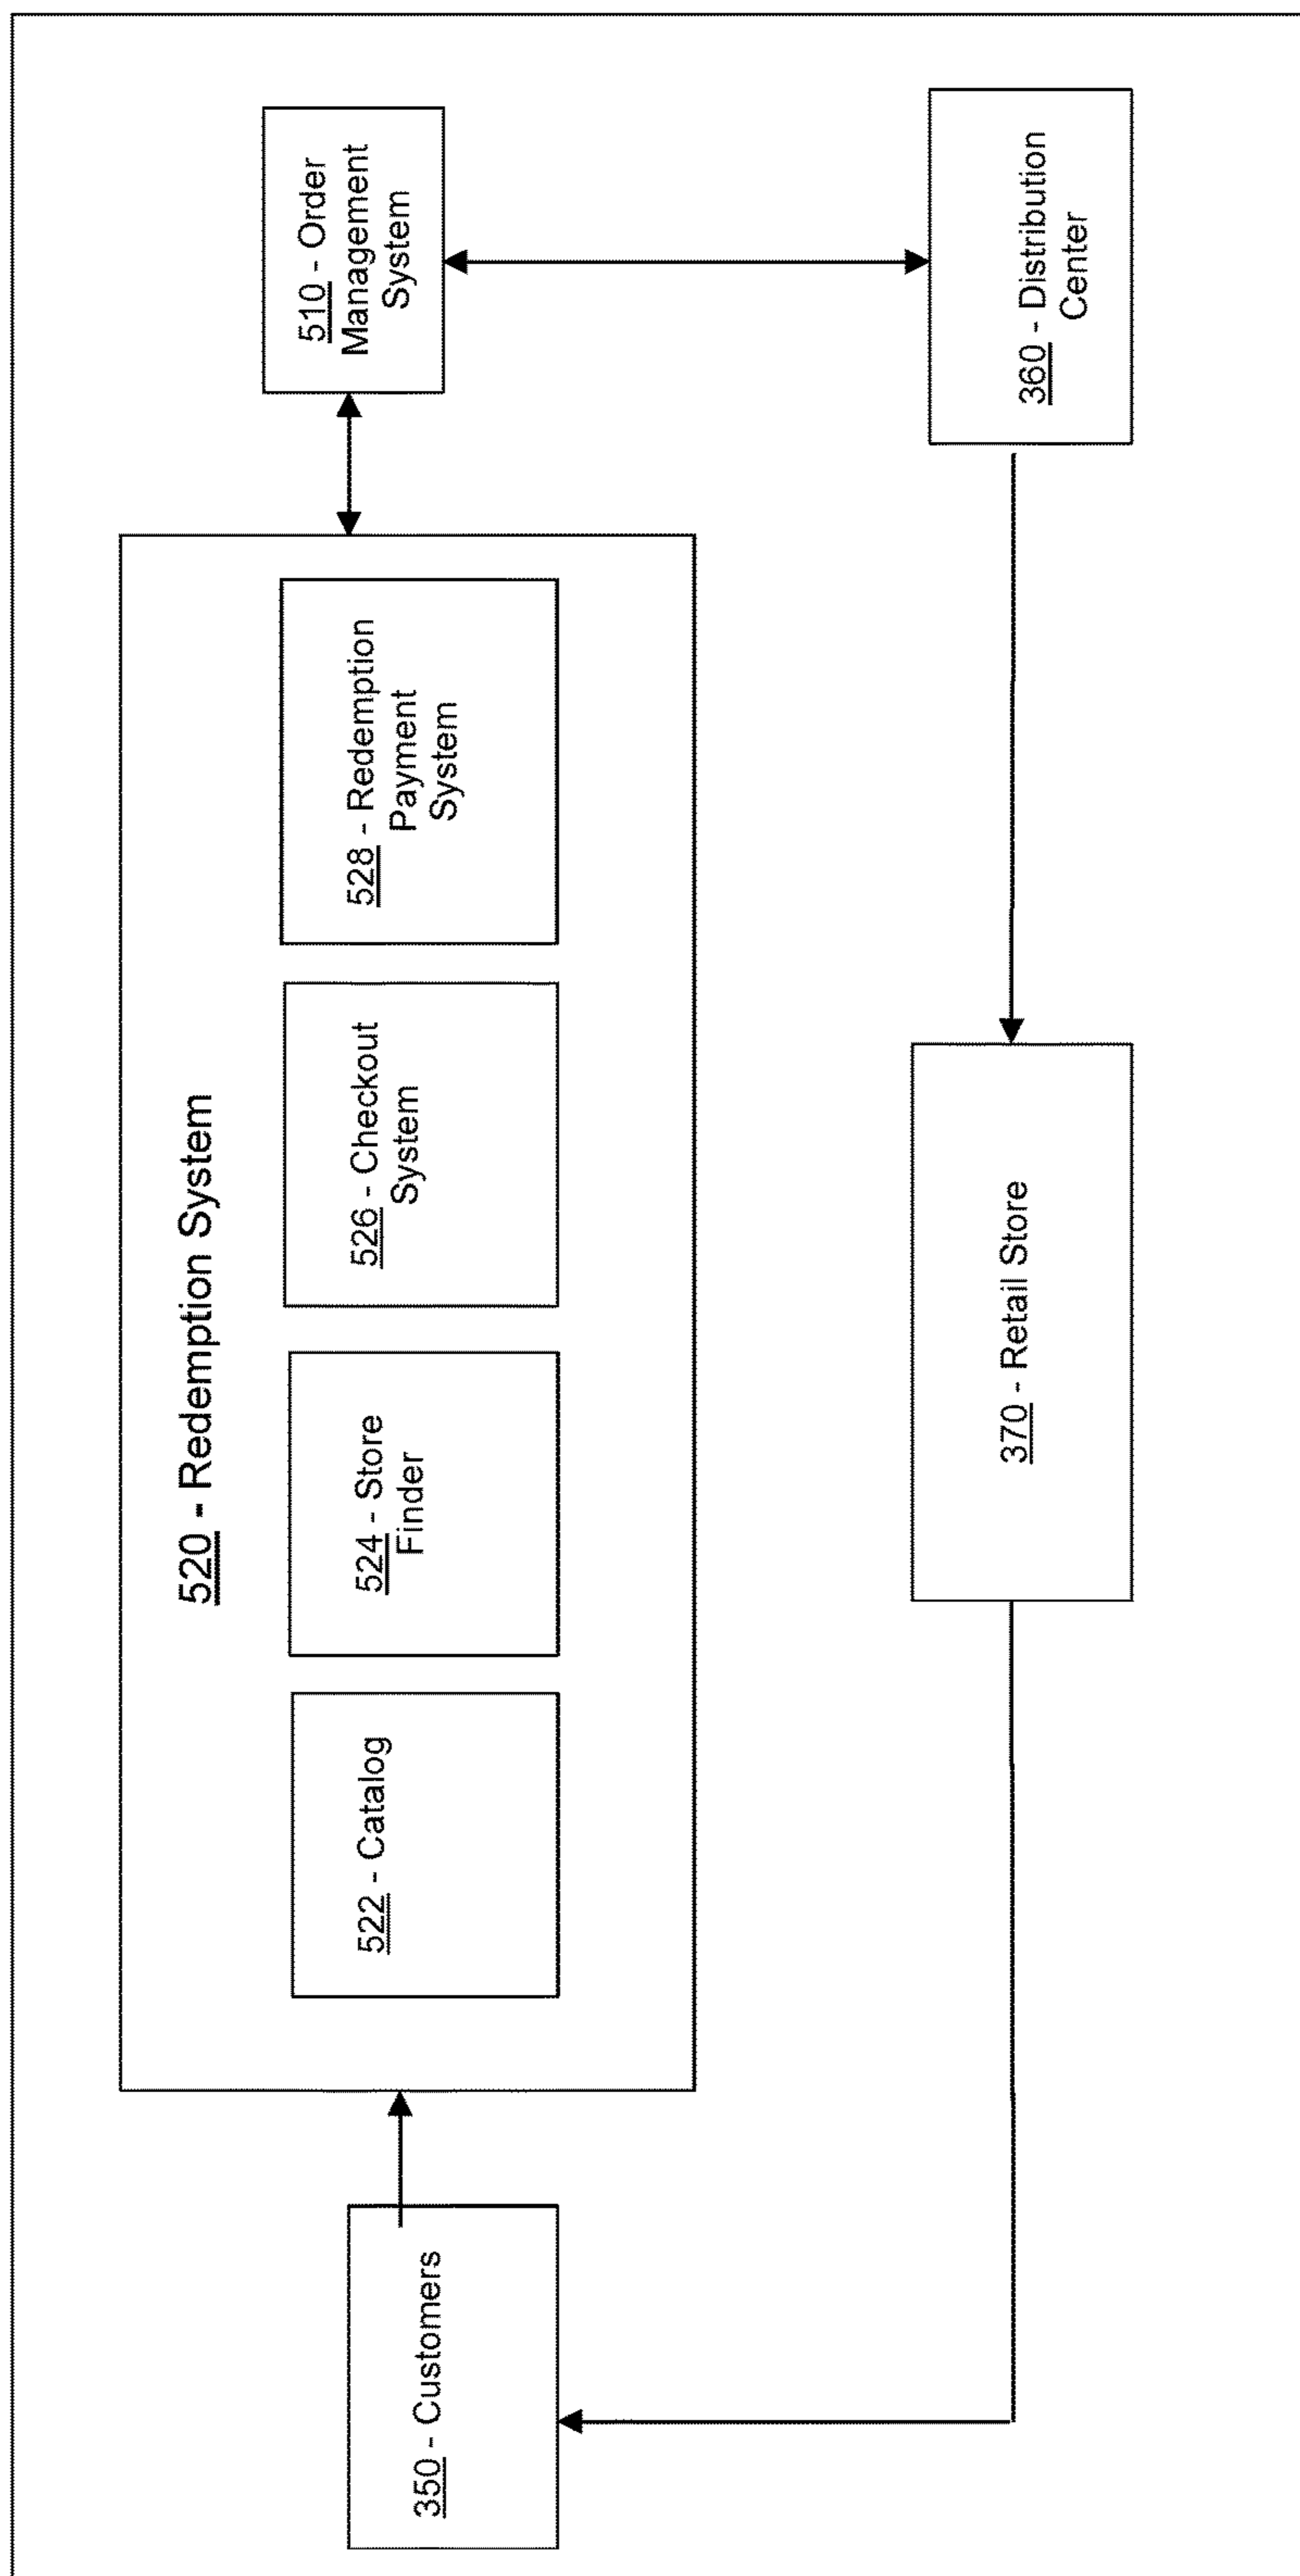 520 - Redemption System
350 - Customers
522 - Catalog
524 - Store
Finder
526 - Checkout
System
528 - Redemption
Payment
System
510 - Order
Management
System
370 - Retail Store
360 - Distribution
Center